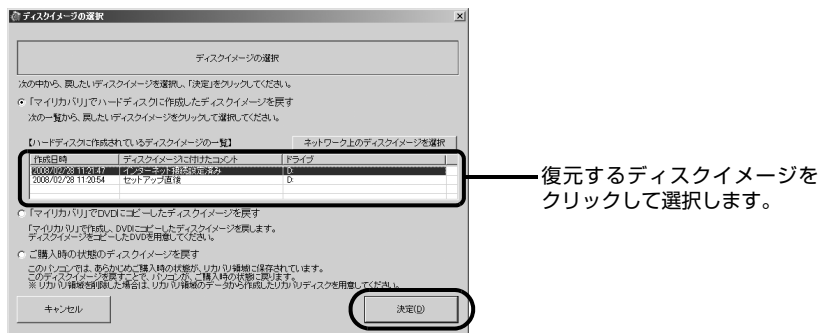 ディスクイメージの選択
ディスクイメージの選択
次の中から、戻したいディスクイメージを選択し、「決定」をクリックしてください。
「マイリカバリ」でハードディスクに作成したディスクイメージを戻す
次の一覧から、戻したいディスクイメージをクリックして選択してください。
【ハードディスクに作成されているディスクイメージの一覧】 ネットワーク上のディスクイメージを選択
作成日時 ディスクイメージに付けたコメント ドライブ
2008/02/28 11:21:47 インターネット接続設定済み D:
2008/02/28 11:20:54 セットアップ直後 D:
復元するディスクイメージを
クリックして選択します。
「マイリカバリ」でDVDにコピーしたディスクイメージを戻す
「マイリカバリ」で作成し、DVDにコピーしたディスクイメージを戻します。
ディスクイメージをコピーしたDVDを用意してください。
ご購入時の状態のディスクイメージを戻す
このパソコンでは、あらかじめご購入時の状態が、リカバリ領域に保存されています。
このディスクイメージを戻すことで、パソコンが、ご購入時の状態に戻ります。
※リカバリ領域を削除した場合は、リカバリ領域のデータから作成したリカバリディスクを用意してください。
キャンセル 決定(D)